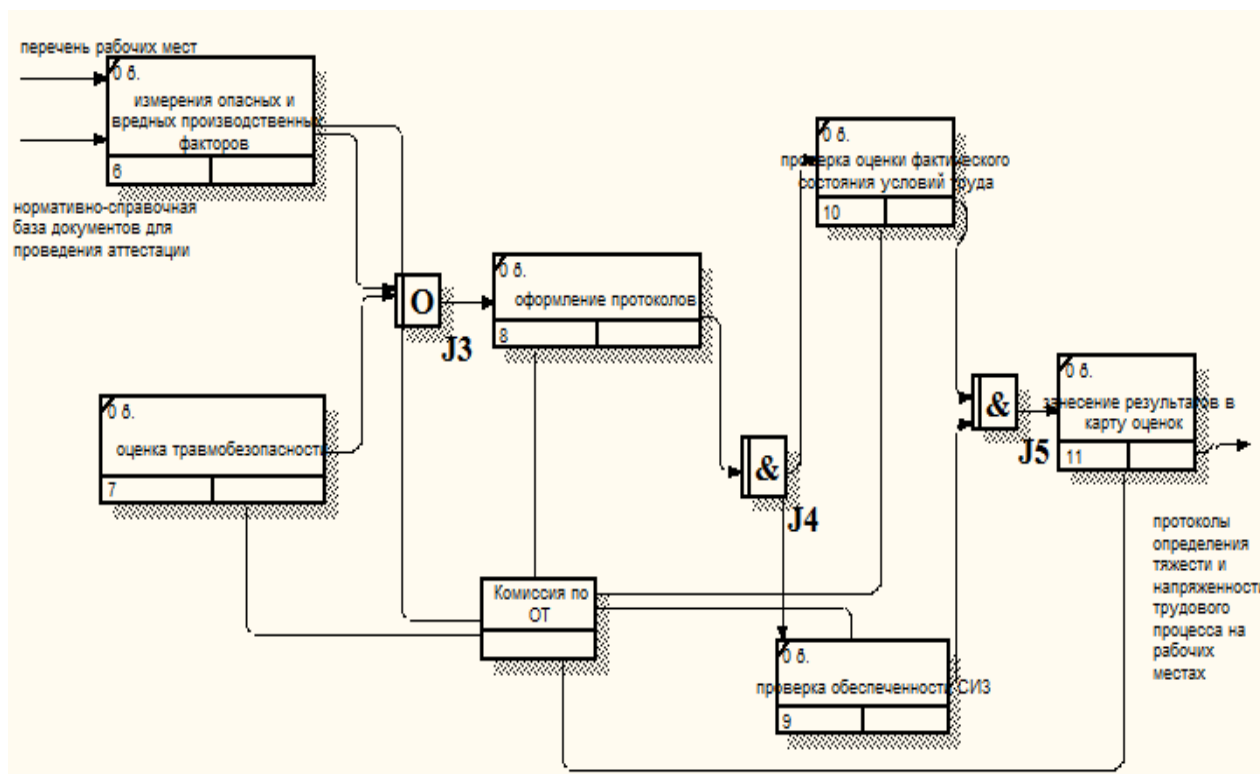 перечень рабочих мест
0 в.
измерения опасных и
вредных производственных
факторов
6
нормативно-справочная
база документов для
проведения аттестации
0 в.
проверка оценки фактического
состояния условий труда
10
O
J3
0 в.
оформление протоколов
8
0 в.
оценка травмобезопасности
7
&
J4
&
J5
0 в.
занесение результатов в
карту оценок
11
Комиссия по
ОТ
0 в.
проверка обеспеченности СИЗ
9
протоколы
определения
тяжести и
напряженност
трудового
процесса на
рабочих
местах